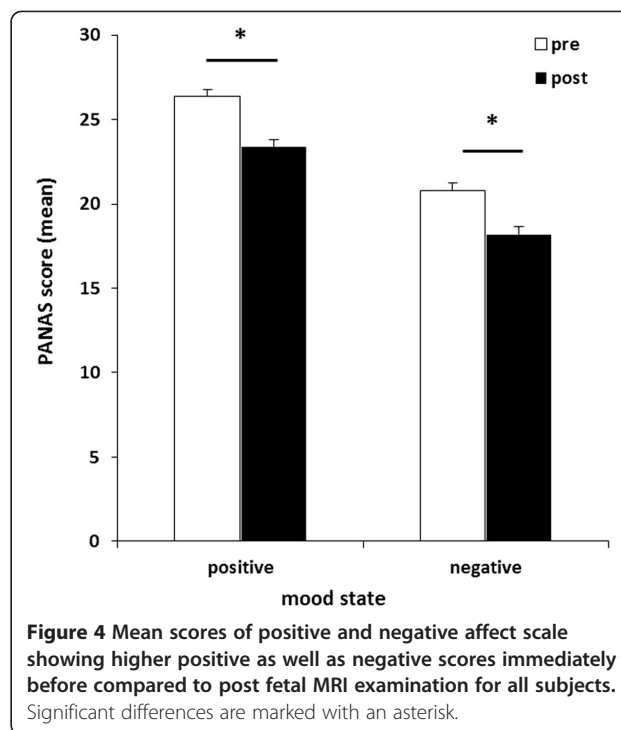 30
25
20
15
10
5
0
PANAS score (mean)
*
*
pre
post
positive negative
mood state
Figure 4 Mean scores of positive and negative affect scale
showing higher positive as well as negative scores immediately
before compared to post fetal MRI examination for all subjects.
Significant differences are marked with an asterisk.